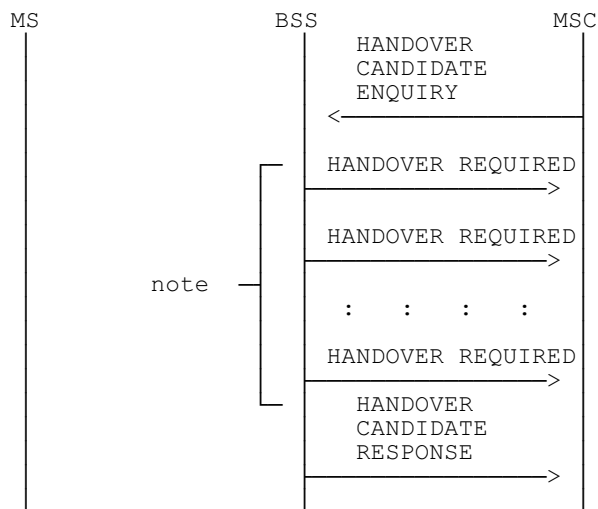 MS BSS MSC
HANDOVER
CANDIDATE
ENQUIRY
HANDOVER REQUIRED
HANDOVER REQUIRED
note
: : : :
HANDOVER REQUIRED
HANDOVER
CANDIDATE
RESPONSE